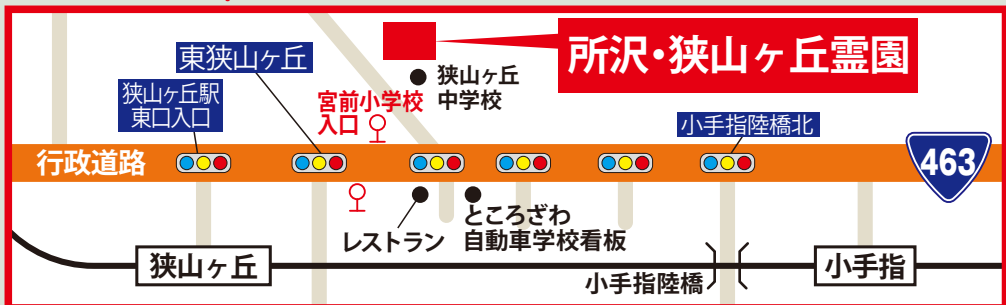 所沢・狭山ヶ丘霊園
東狭山ヶ丘
狭山ヶ丘
中学校
狭山ヶ丘駅
東口入口
宮前小学校
入口
小手指陸橋北
行政道路
463
レストラン
ところざわ
自動車学校看板
狭山ヶ丘
小手指陸橋
小手指